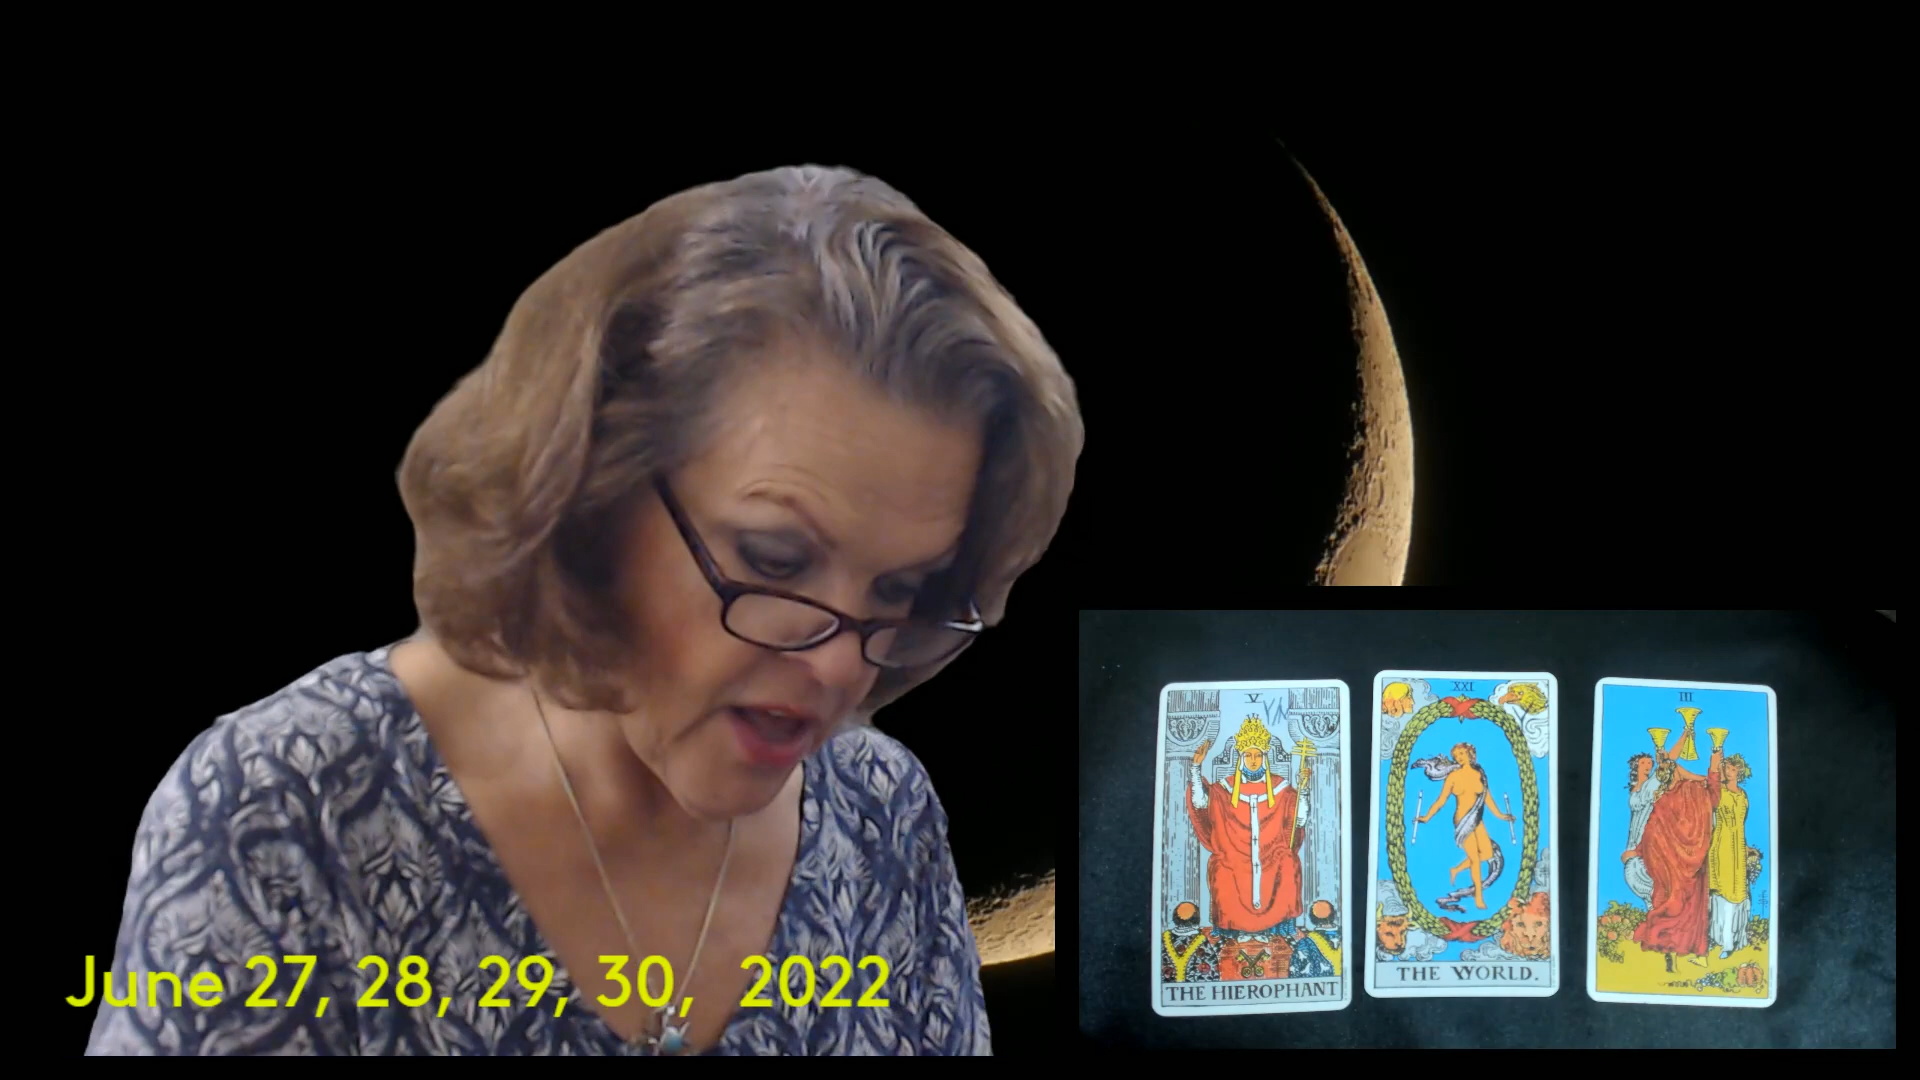 June 27, 28, 29, 30, 2022
V
THE HIEROPHANT
XXI
THE WORLD.
III